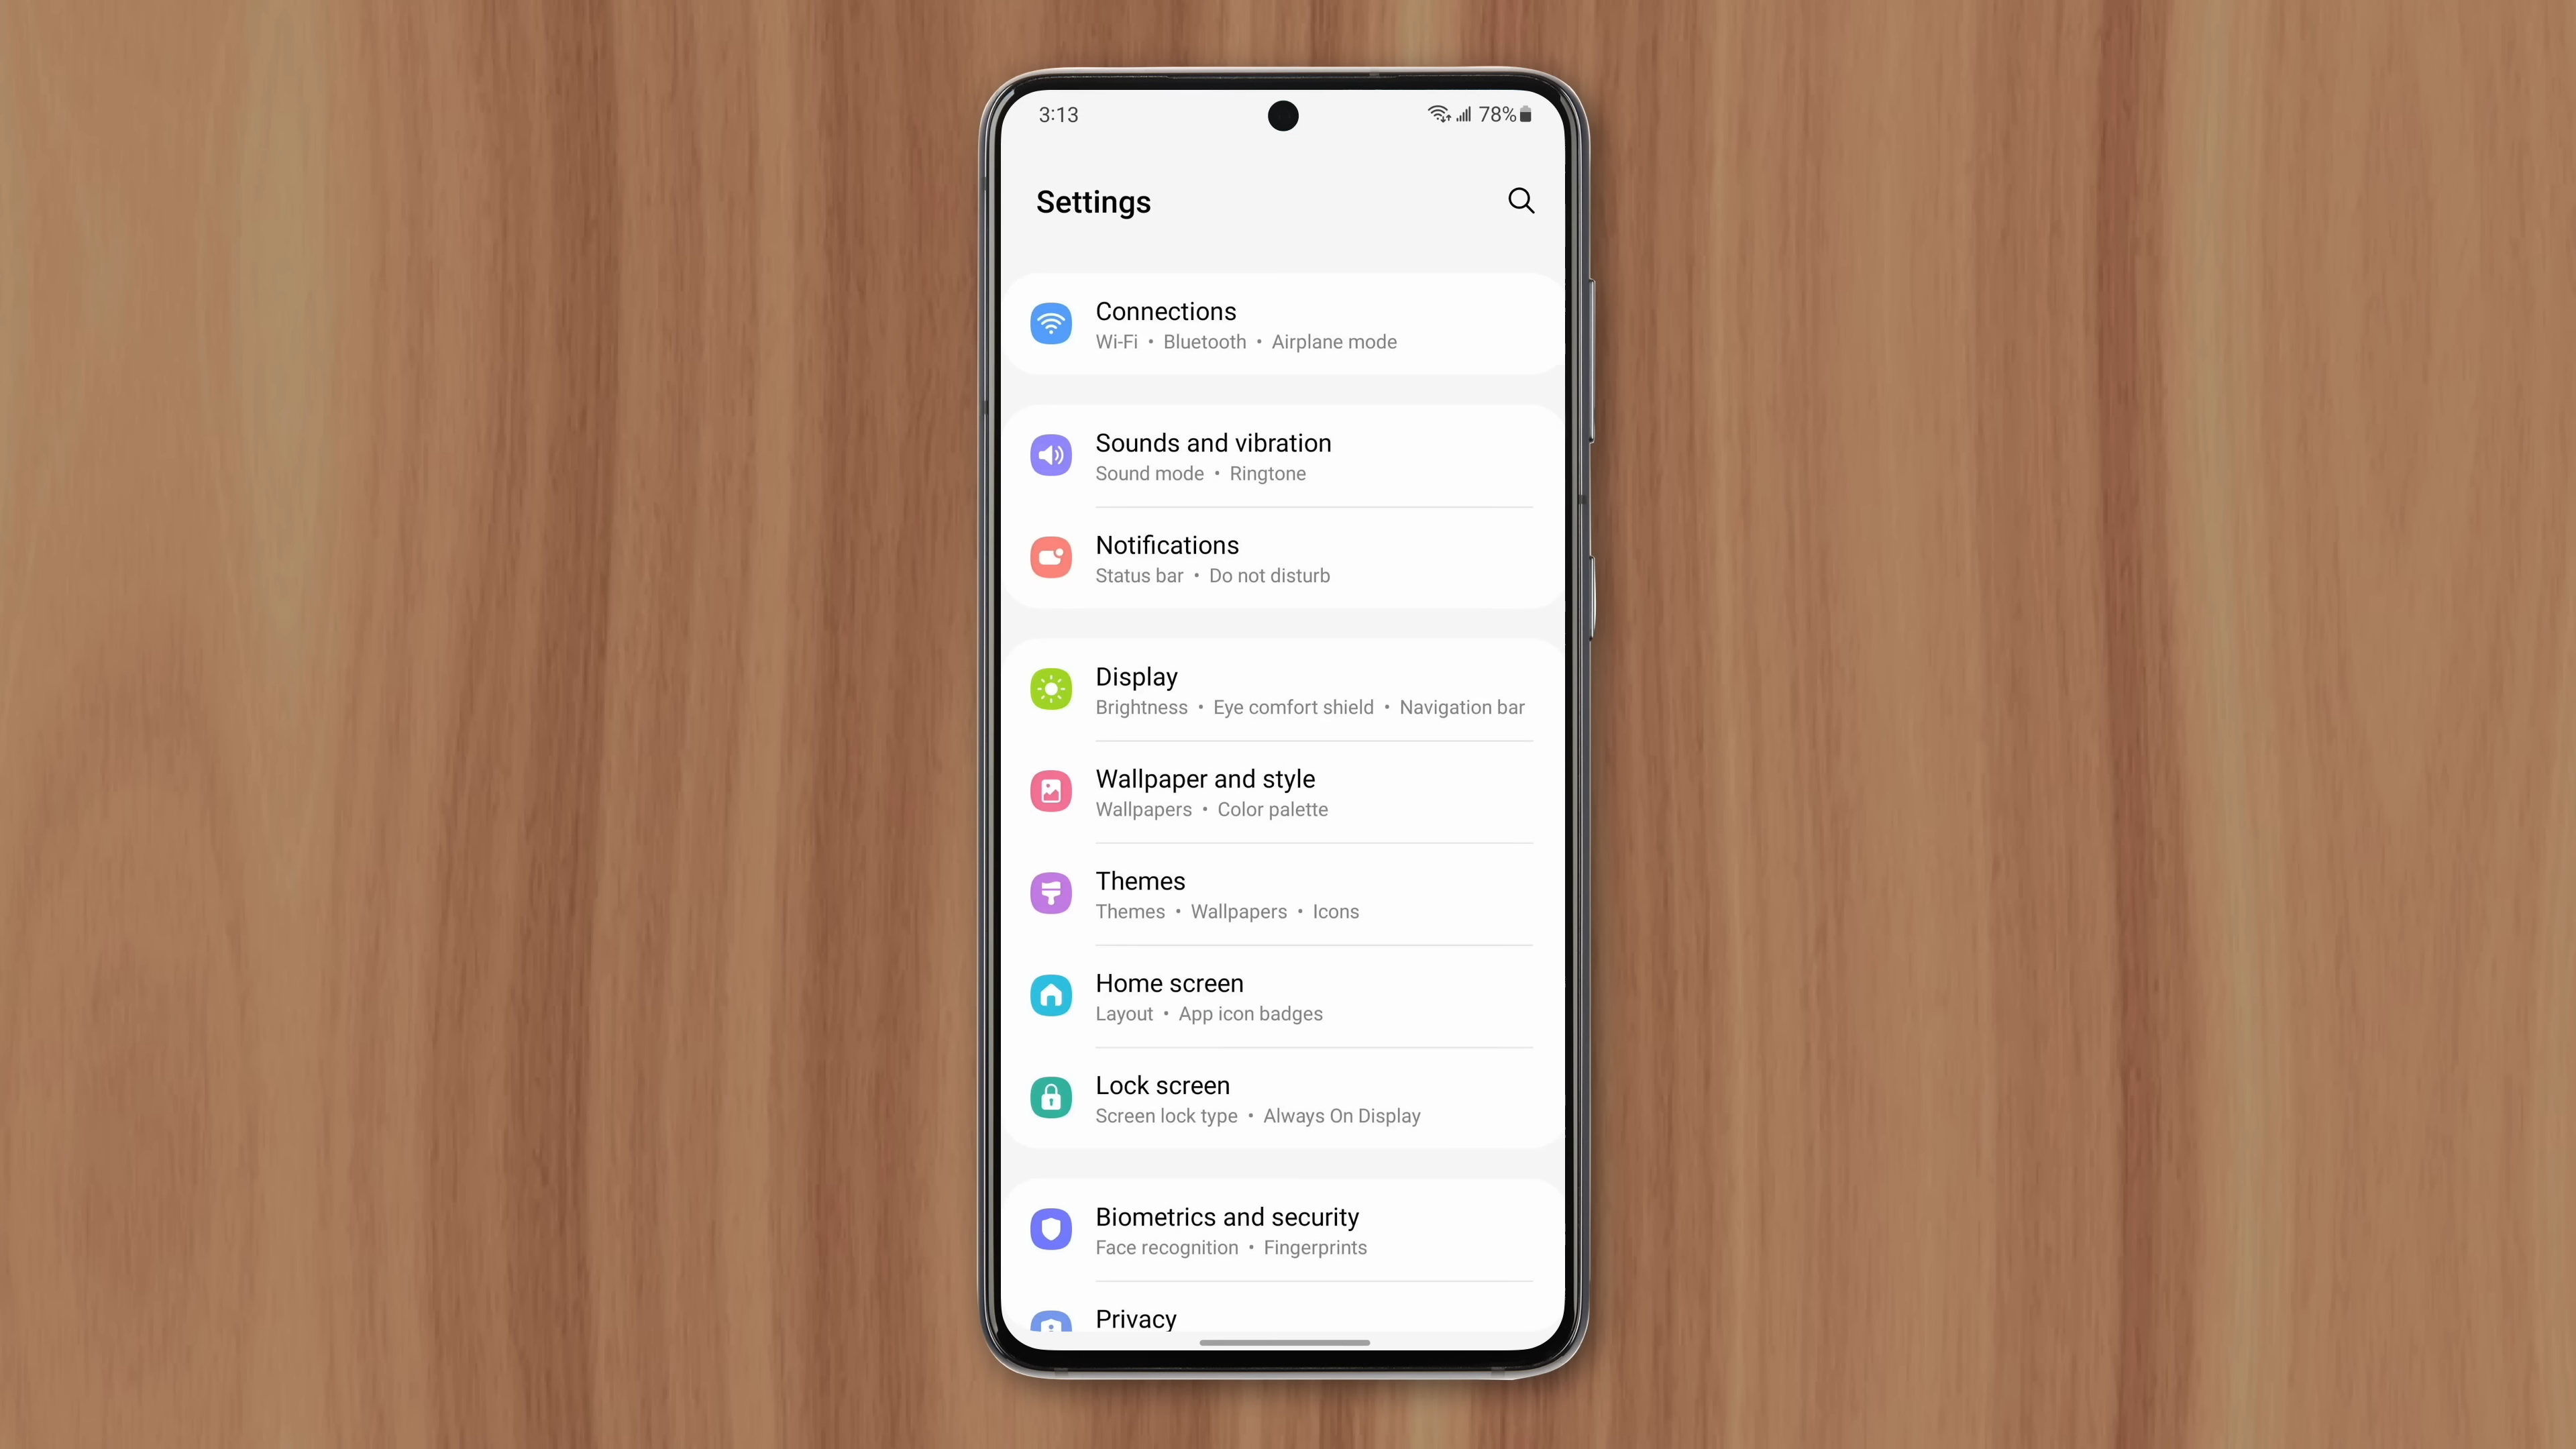 3:13 78%
Settings
Connections
Wi-Fi • Bluetooth • Airplane mode
Sounds and vibration
Sound mode • Ringtone
Notifications
Status bar • Do not disturb
Display
Brightness • Eye comfort shield • Navigation bar
Wallpaper and style
Wallpapers • Color palette
Themes
Themes • Wallpapers • Icons
Home screen
Layout • App icon badges
Lock screen
Screen lock type • Always On Display
Biometrics and security
Face recognition • Fingerprints
Privacy